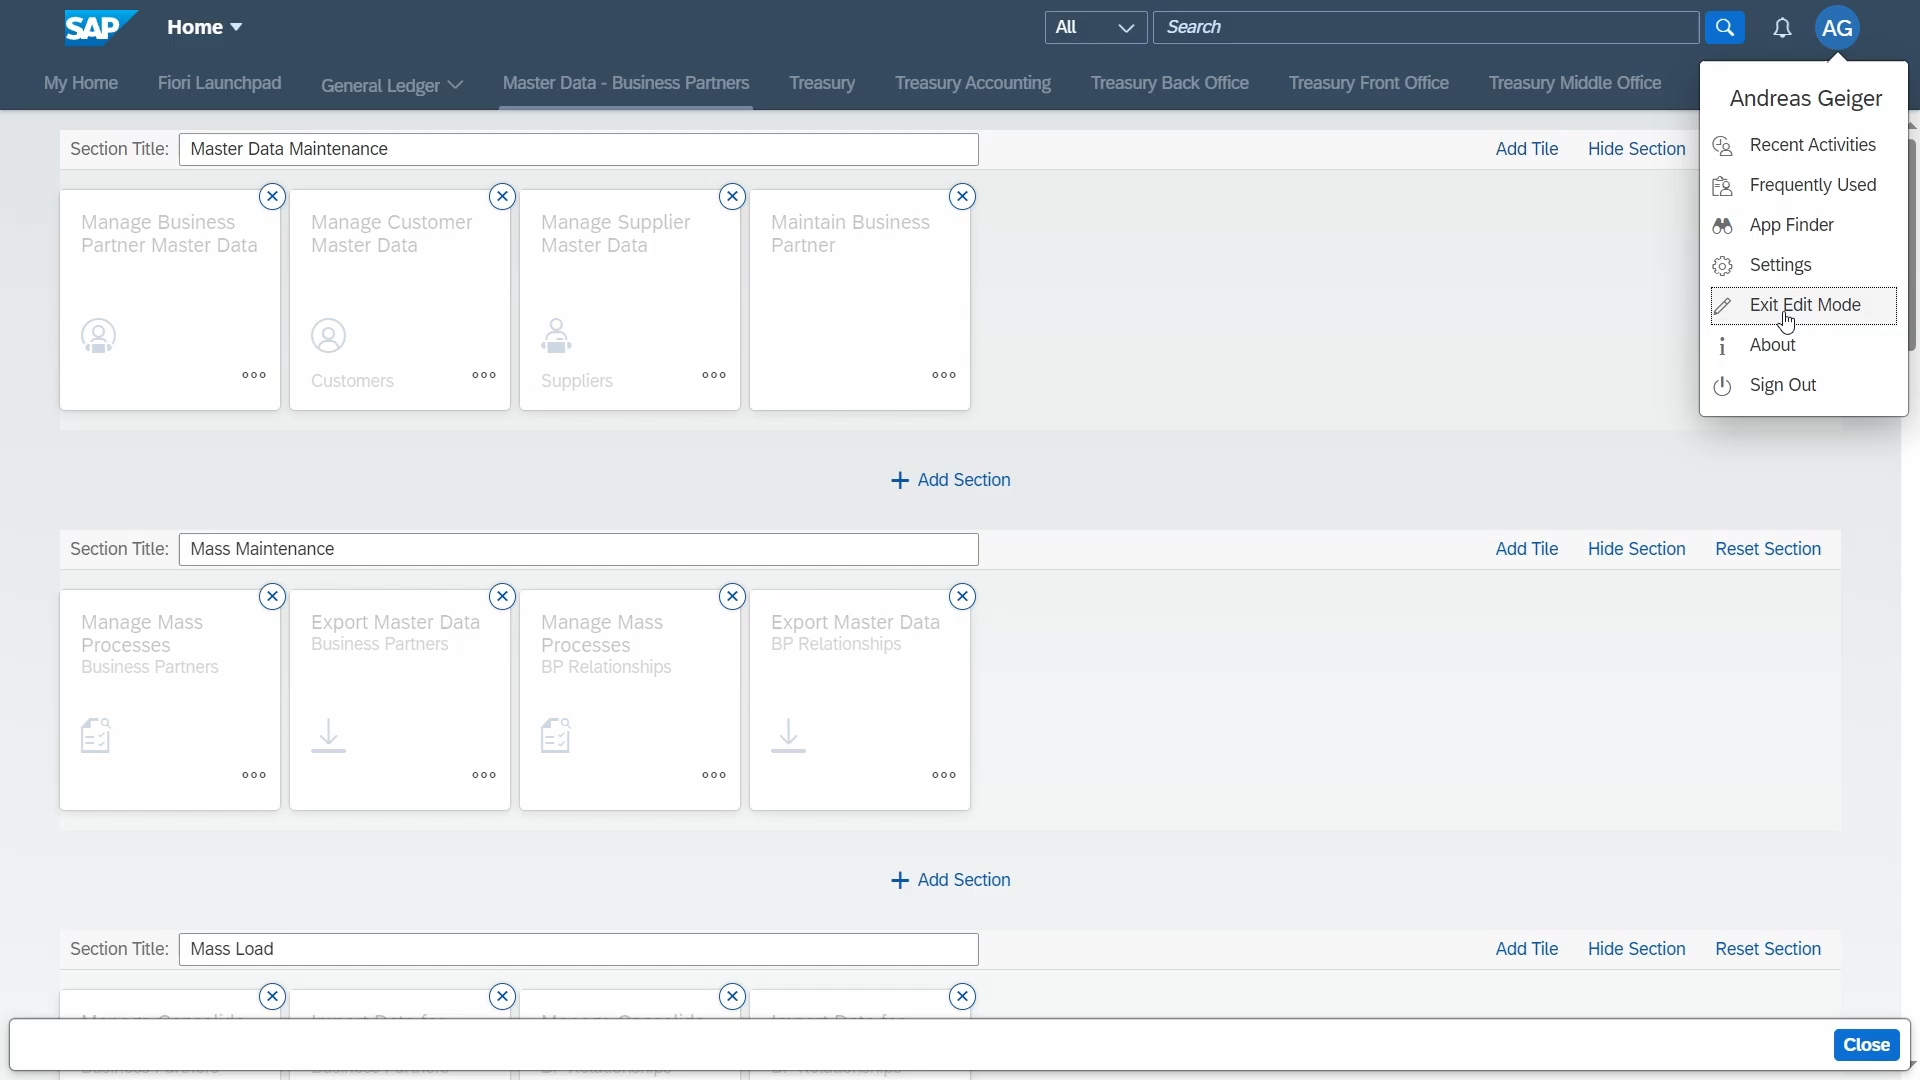 SAP
Home
All
Search
AG
My Home
Fiori Launchpad
General Ledger
Master Data - Business Partners
Treasury
Treasury Accounting
Treasury Back Office
Treasury Front Office
Treasury Middle Office
Andreas Geiger
Recent Activities
Frequently Used
App Finder
Settings
Exit Edit Mode
About
Sign Out
Section Title:
Master Data Maintenance
Add Tile
Hide Section
Manage Business
Partner Master Data
Manage Customer
Master Data
Customers
Manage Supplier
Master Data
Suppliers
Maintain Business
Partner
Add Section
Section Title:
Mass Maintenance
Add Tile
Hide Section
Reset Section
Manage Mass
Processes
Business Partners
Export Master Data
Business Partners
Manage Mass
Processes
BP Relationships
Export Master Data
BP Relationships
Add Section
Section Title:
Mass Load
Add Tile
Hide Section
Reset Section
Close